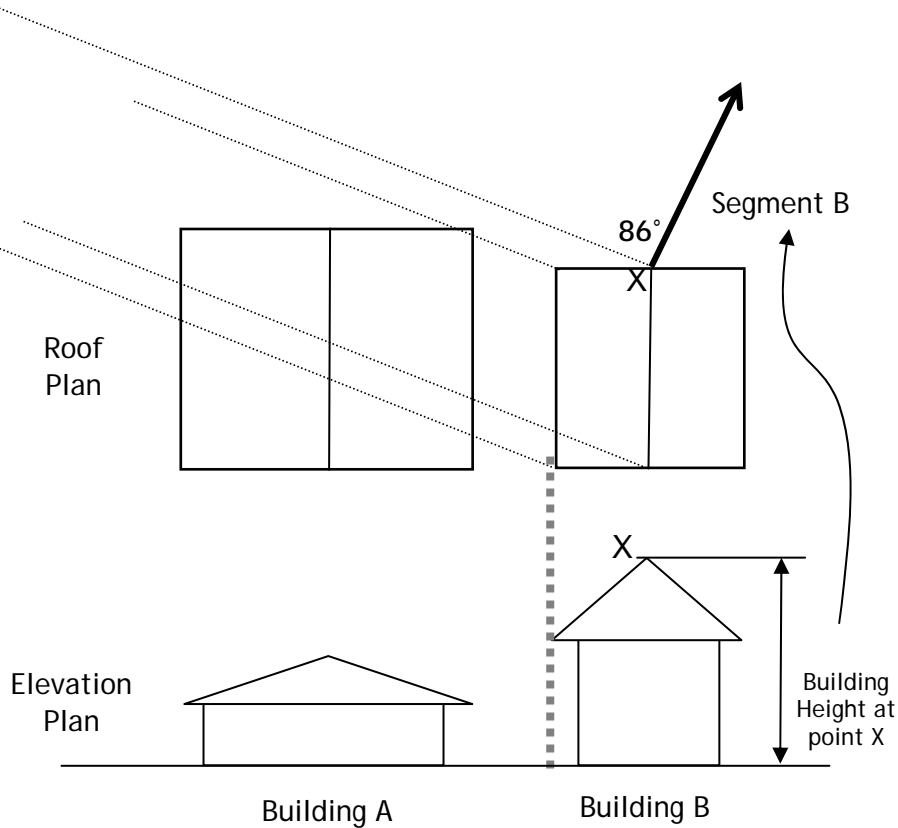 86°
Segment B
X
Roof
Plan
X
Elevation
Plan
Building
Height at
point X
Building A
Building B